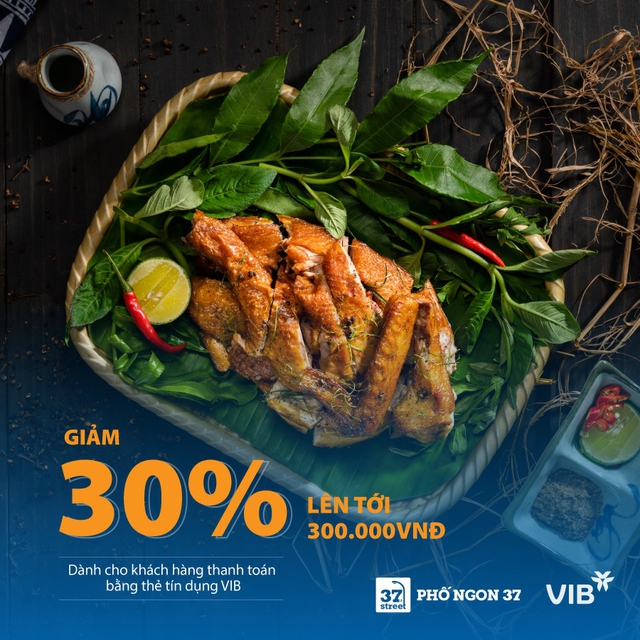 GIẢM
30%
LÊN TỚI
300.000VNĐ
Dành cho khách hàng thanh toán
bằng thẻ tín dụng VIB
37
street
PHỐ NGON 37
VIB